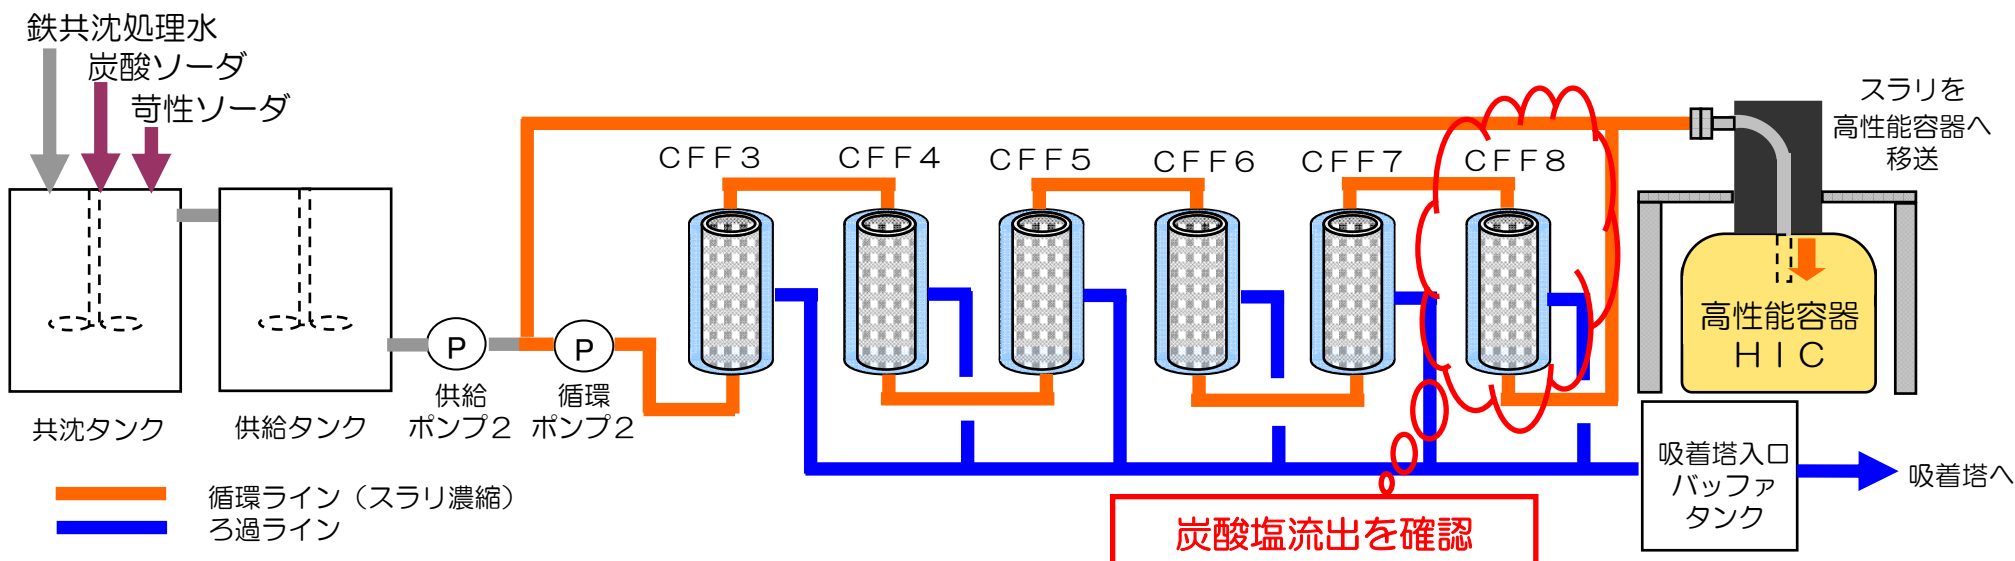 鉄共沈処理水
炭酸ソーダ
苛性ソーダ
ＣＦＦ３
ＣＦＦ４
ＣＦＦ５
ＣＦＦ６
ＣＦＦ７
ＣＦＦ８
スラリを
高性能容器へ
移送
高性能容器
ＨＩＣ
P
P
共沈タンク
供給タンク
供給
ポンプ２
循環
ポンプ２
循環ライン（スラリ濃縮）
ろ過ライン
炭酸塩流出を確認
吸着塔入口
バッファ
タンク
吸着塔へ